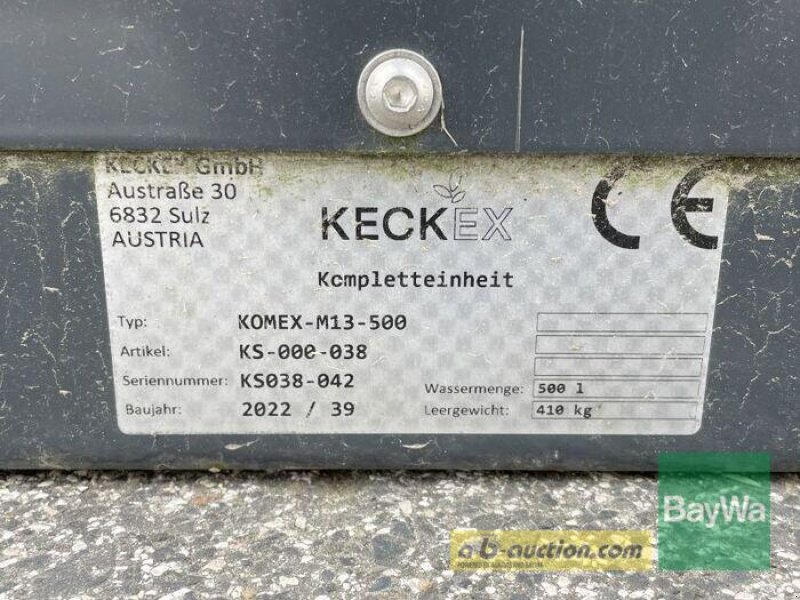 KECKEX GmbH
Austraße 30
6832 Sulz
AUSTRIA
KECKEX
CE
Kompletteinheit
Typ: KOMEX-M13-500
Artikel: KS-000-038
Seriennummer: KS038-042
Wassermenge: 500 l
Baujahr: 2022 / 39
Leergewicht: 410 kg
BayWa
a·b-auction.com